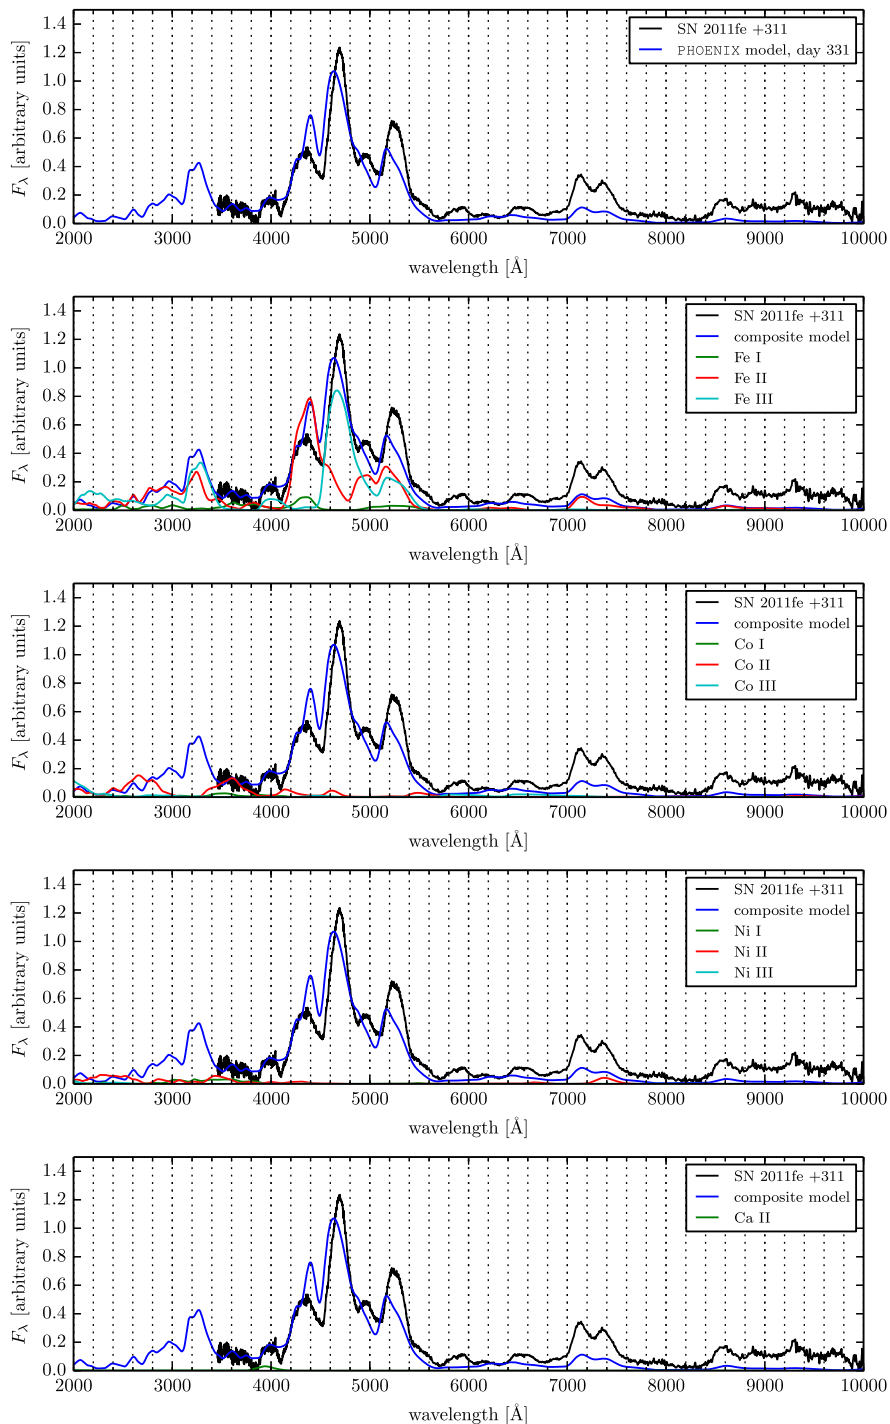 1.4
1.2
1.0
0.8
0.6
0.4
0.2
0.0
Fλ [arbitrary units]
SN 2011fe +311
PHOENIX model, day 331
2000 3000 4000 5000 6000 7000 8000 9000 10000
wavelength [Å]
1.4
1.2
1.0
0.8
0.6
0.4
0.2
0.0
Fλ [arbitrary units]
SN 2011fe +311
composite model
Fe I
Fe II
Fe III
2000 3000 4000 5000 6000 7000 8000 9000 10000
wavelength [Å]
1.4
1.2
1.0
0.8
0.6
0.4
0.2
0.0
Fλ [arbitrary units]
SN 2011fe +311
composite model
Co I
Co II
Co III
2000 3000 4000 5000 6000 7000 8000 9000 10000
wavelength [Å]
1.4
1.2
1.0
0.8
0.6
0.4
0.2
0.0
Fλ [arbitrary units]
SN 2011fe +311
composite model
Ni I
Ni II
Ni III
2000 3000 4000 5000 6000 7000 8000 9000 10000
wavelength [Å]
1.4
1.2
1.0
0.8
0.6
0.4
0.2
0.0
Fλ [arbitrary units]
SN 2011fe +311
composite model
Ca II
2000 3000 4000 5000 6000 7000 8000 9000 10000
wavelength [Å]